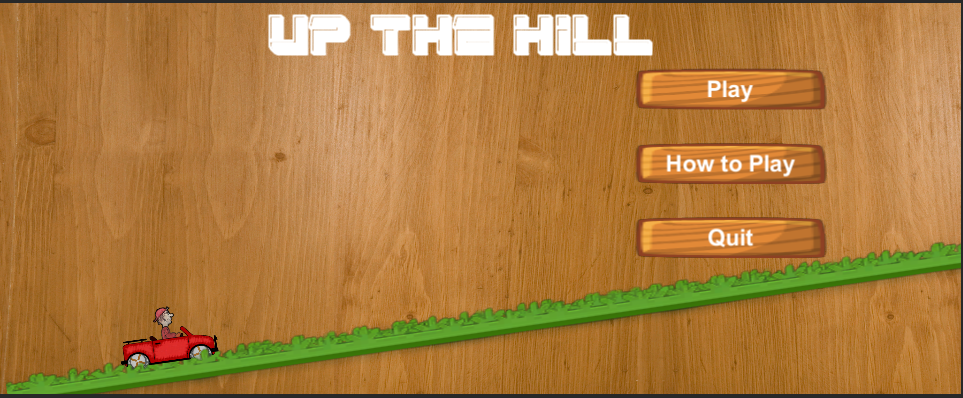 UP THE HILL
Play
How to Play
Quit